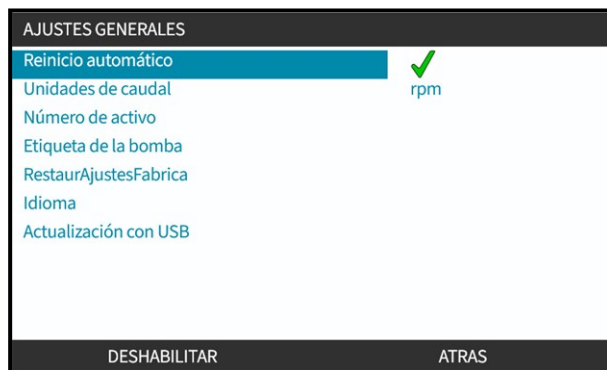 AJUSTES GENERALES
Reinicio automático
Unidades de caudal rpm
Número de activo
Etiqueta de la bomba
RestaurAjustesFabrica
Idioma
Actualización con USB
DESHABILITAR ATRAS